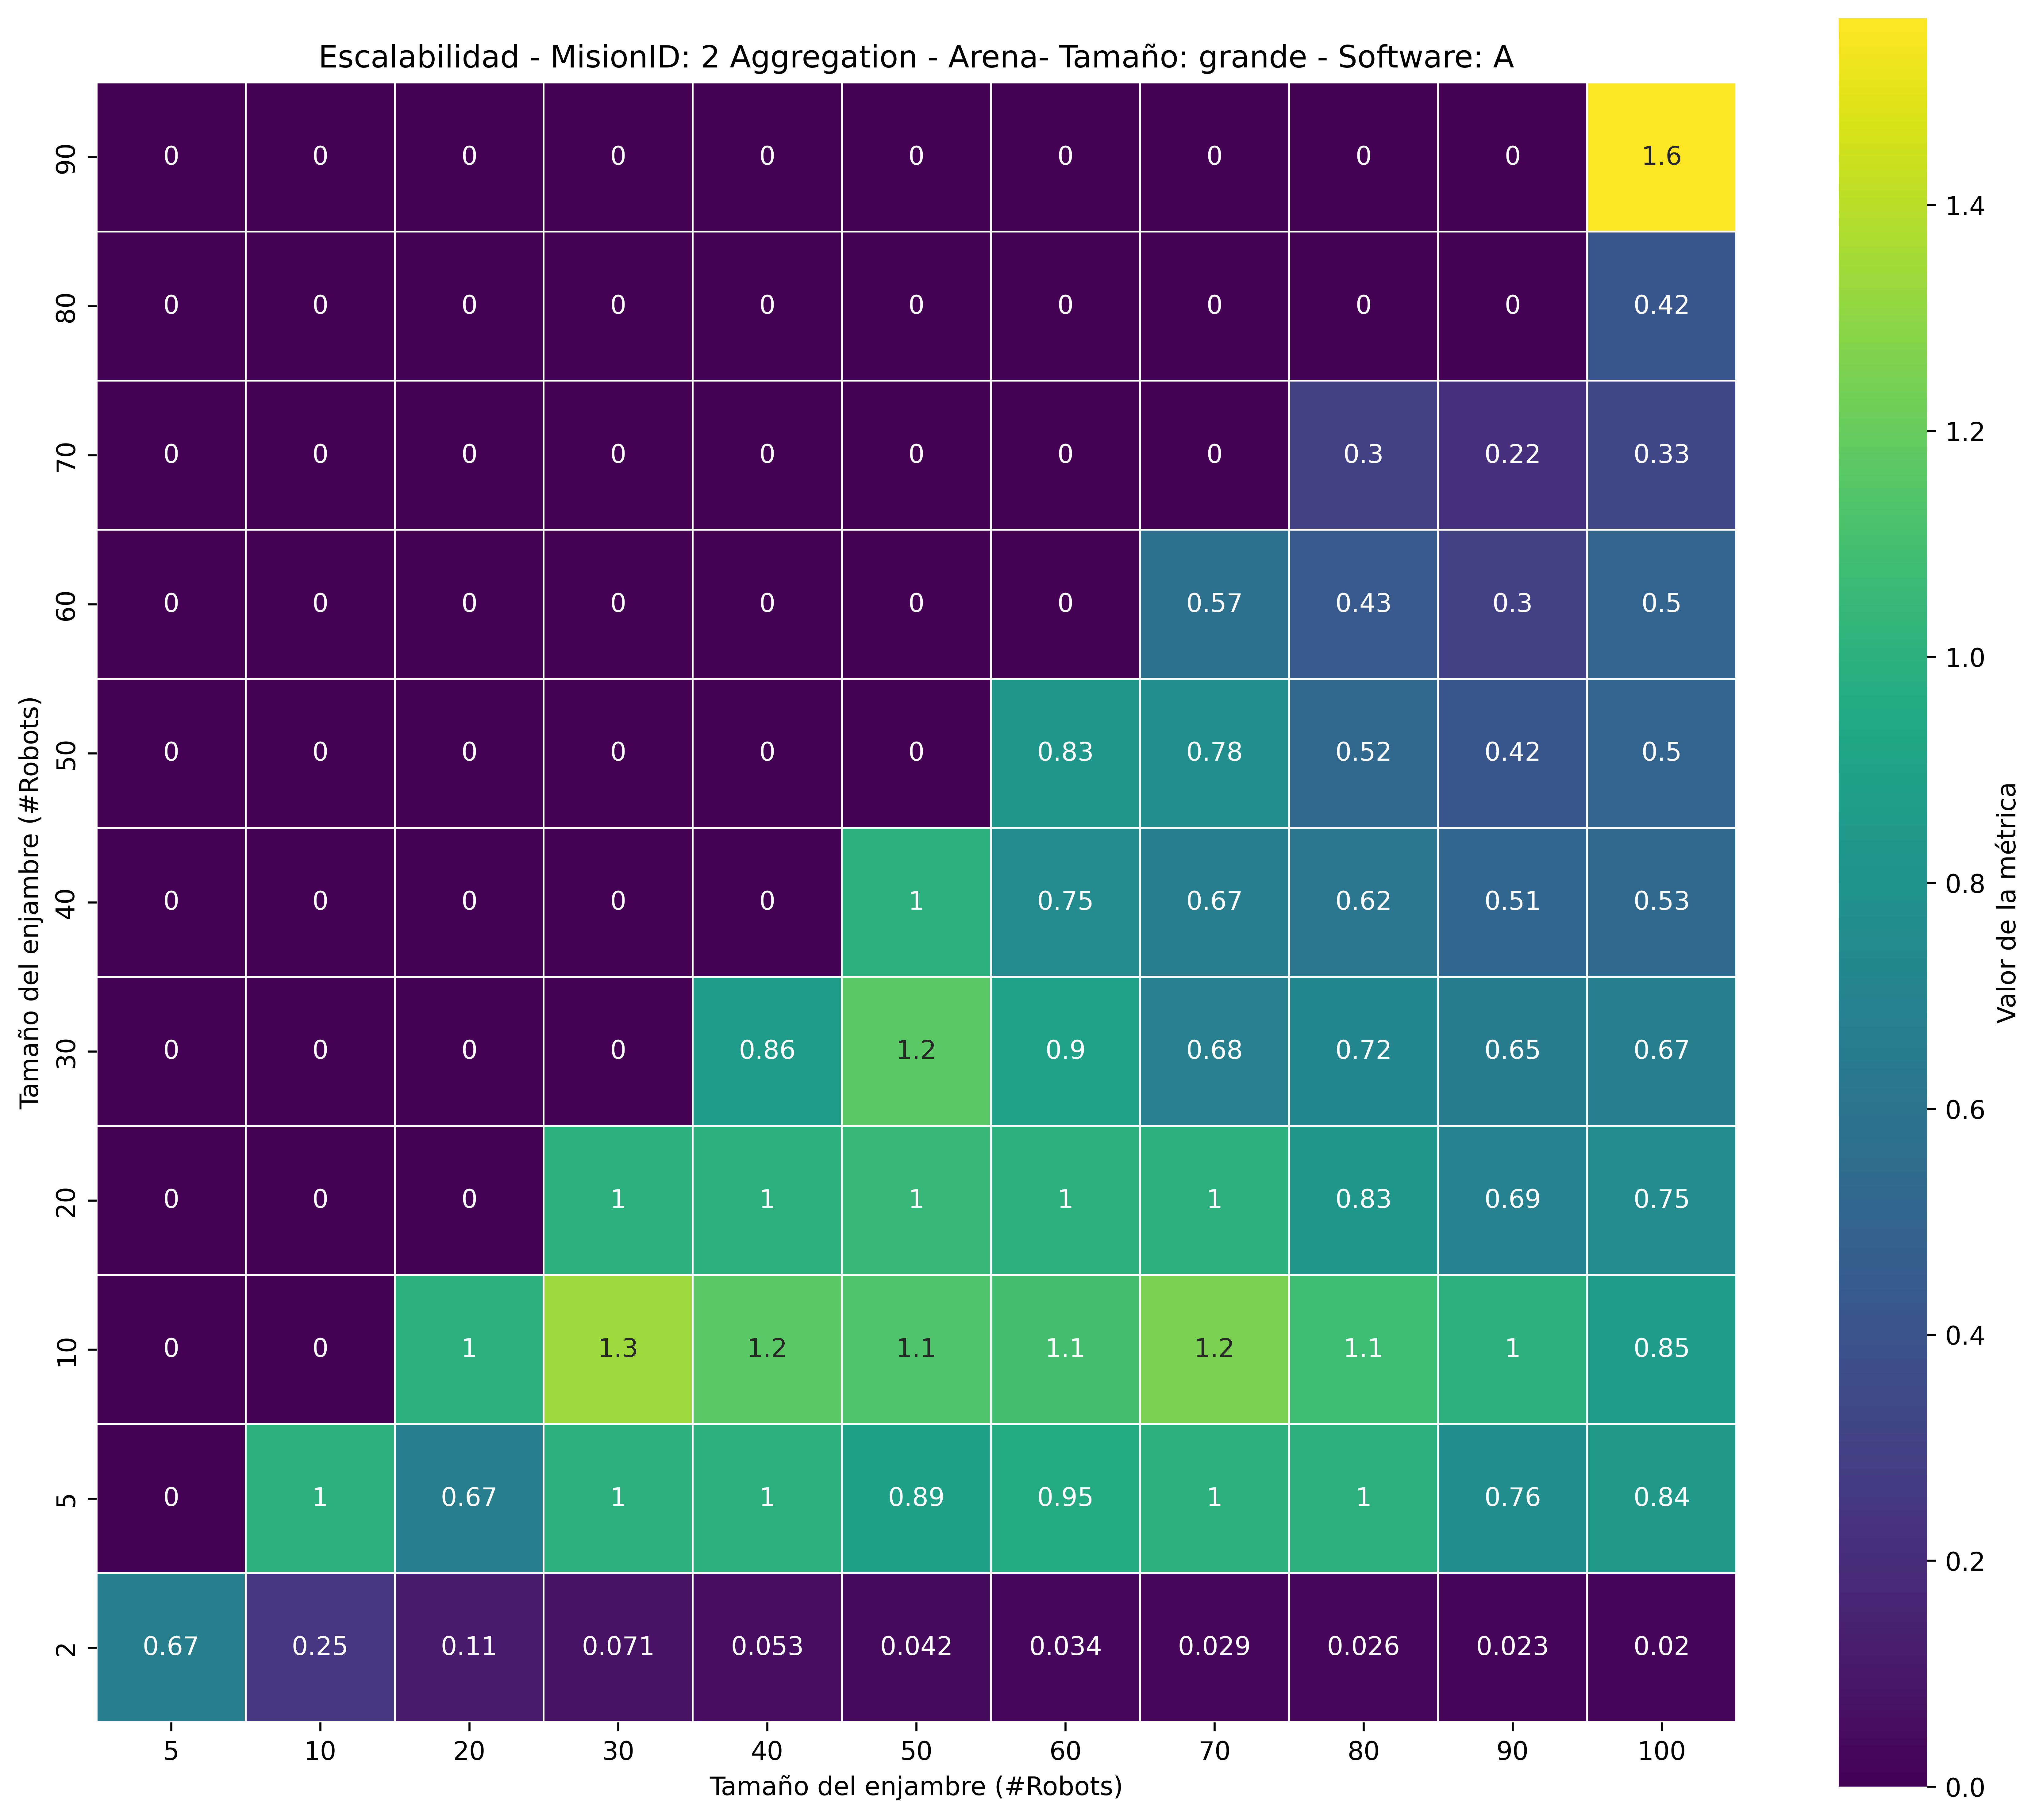 Escalabilidad - MisionID: 2 Aggregation - Arena- Tamaño: grande - Software: A
90 0 0 0 0 0 0 0 0 0 0 1.6
80 0 0 0 0 0 0 0 0 0 0 0.42
70 0 0 0 0 0 0 0 0 0.3 0.22 0.33
60 0 0 0 0 0 0 0 0.57 0.43 0.3 0.5
50 0 0 0 0 0 0 0.83 0.78 0.52 0.42 0.5
40 0 0 0 0 0 1 0.75 0.67 0.62 0.51 0.53
30 0 0 0 0 0.86 1.2 0.9 0.68 0.72 0.65 0.67
20 0 0 0 1 1 1 1 1 0.83 0.69 0.75
10 0 0 1 1.3 1.2 1.1 1.1 1.2 1.1 1 0.85
5 0 1 0.67 1 1 0.89 0.95 1 1 0.76 0.84
2 0.67 0.25 0.11 0.071 0.053 0.042 0.034 0.029 0.026 0.023 0.02
5 10 20 30 40 50 60 70 80 90 100
Tamaño del enjambre (#Robots)
Tamaño del enjambre (#Robots)
1.4
1.2
1.0
0.8
0.6
0.4
0.2
0.0
Valor de la métrica